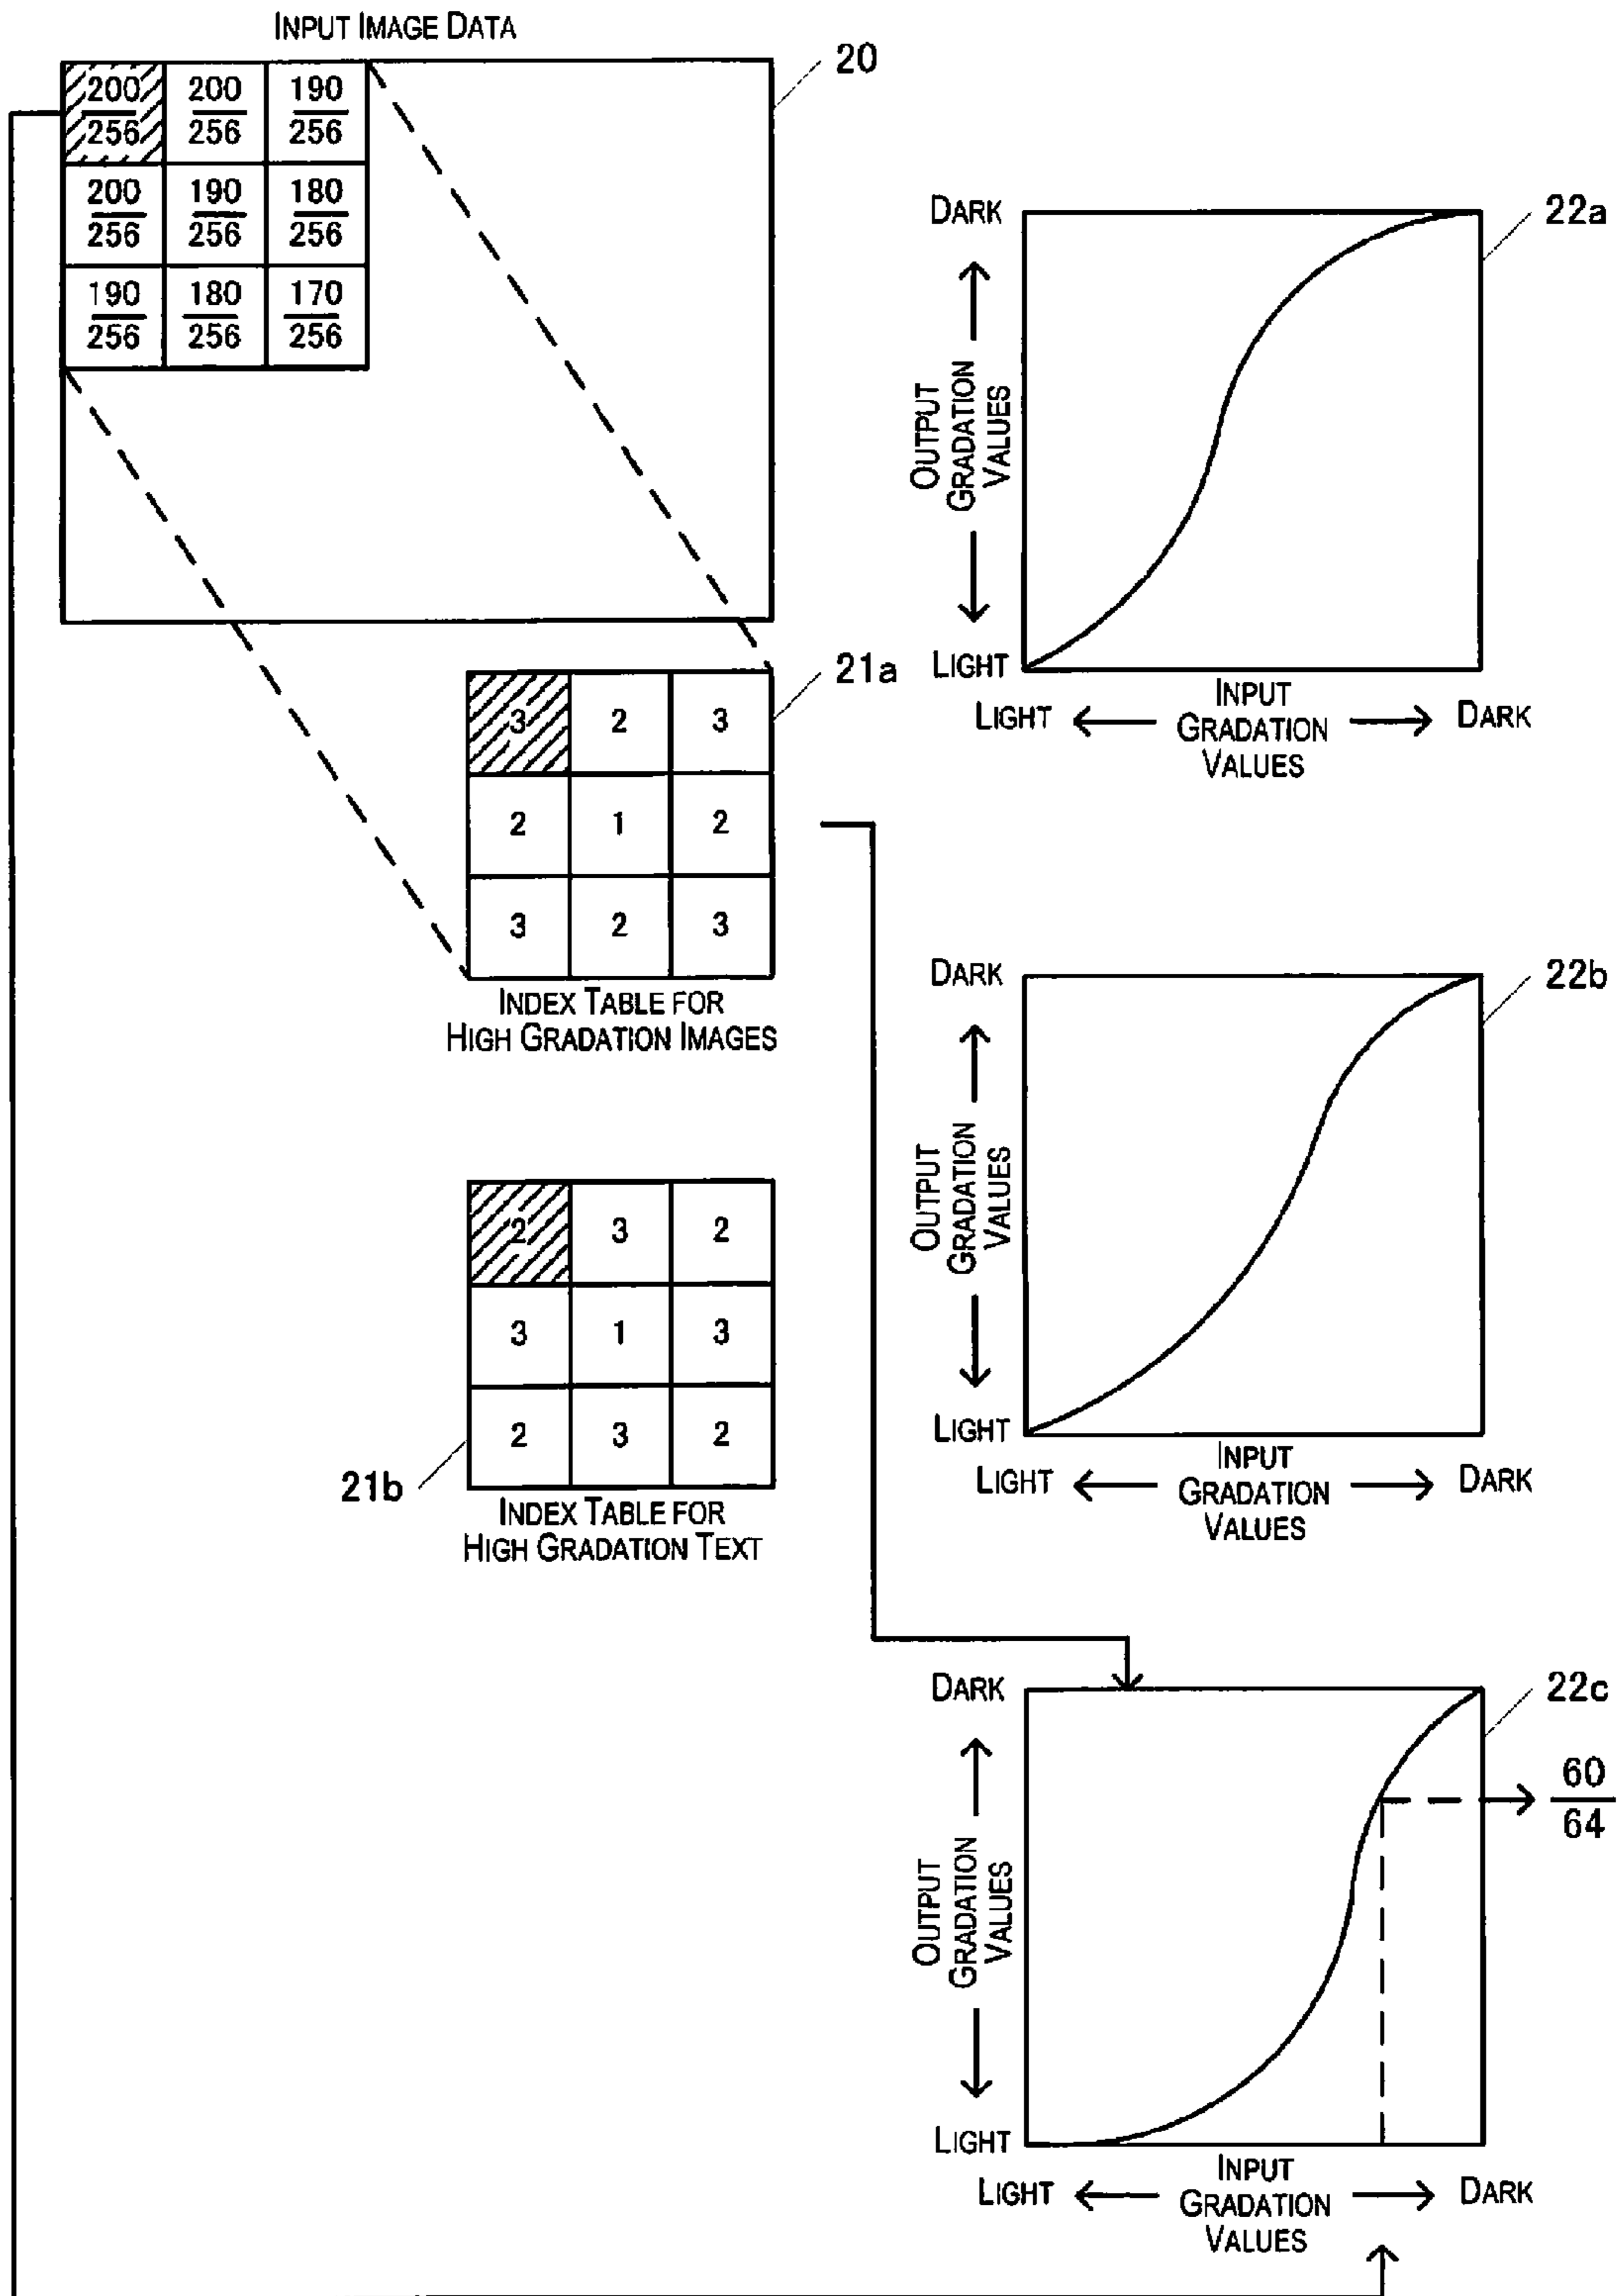 INPUT IMAGE DATA
20
200/256 200/256 190/256
200/256 190/256 180/256
190/256 180/256 170/256
21a
3 2 3
2 1 2
3 2 3
INDEX TABLE FOR
HIGH GRADATION IMAGES
2 3 2
3 1 3
2 3 2
21b
INDEX TABLE FOR
HIGH GRADATION TEXT
DARK
22a
OUTPUT
GRADATION
VALUES
LIGHT
LIGHT
INPUT
GRADATION
VALUES
DARK
DARK
22b
OUTPUT
GRADATION
VALUES
LIGHT
LIGHT
INPUT
GRADATION
VALUES
DARK
DARK
22c
60/64
OUTPUT
GRADATION
VALUES
LIGHT
LIGHT
INPUT
GRADATION
VALUES
DARK